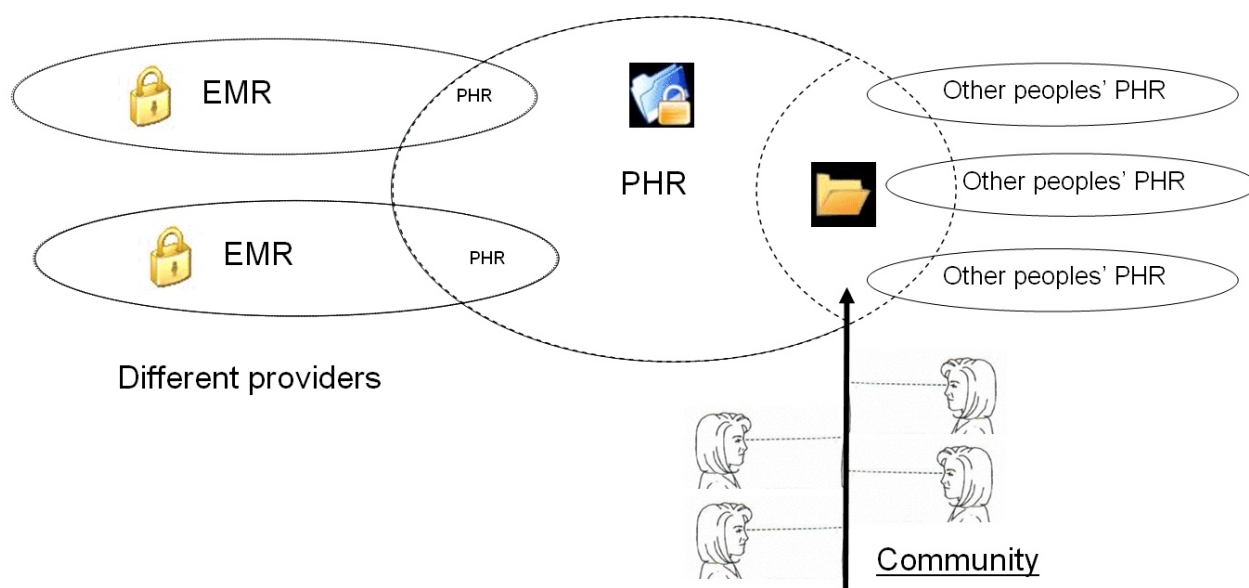 EMR
PHR
Other peoples’ PHR
PHR
Other peoples’ PHR
EMR
PHR
Other peoples’ PHR
Different providers
Community